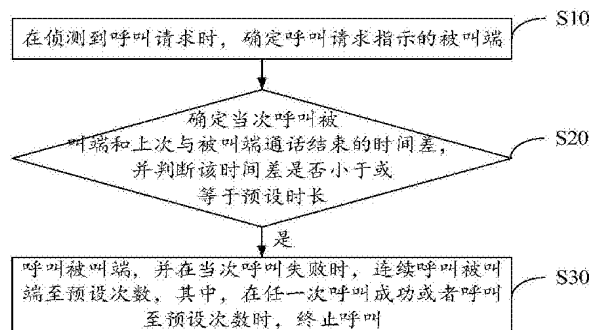 在侦测到呼叫请求时，确定呼叫请求指示的被叫端
S10
确定当次呼叫被
叫端和上次与被叫端通话结束的时间差，
并判断该时间差是否小于或
等于预设时长
S20
是
呼叫被叫端，并在当次呼叫失败时，连续呼叫被叫
端至预设次数，其中，在任一次呼叫成功或者呼叫
至预设次数时，终止呼叫
S30